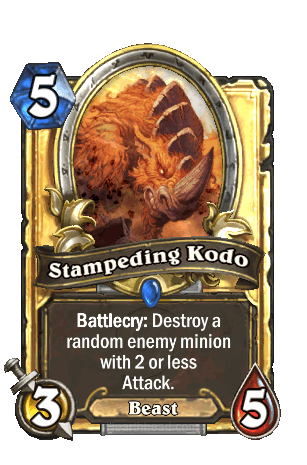 5
Stampeding Kodo
Battlecry: Destroy a
random enemy minion
with 2 or less
Attack.
3
Beast
5